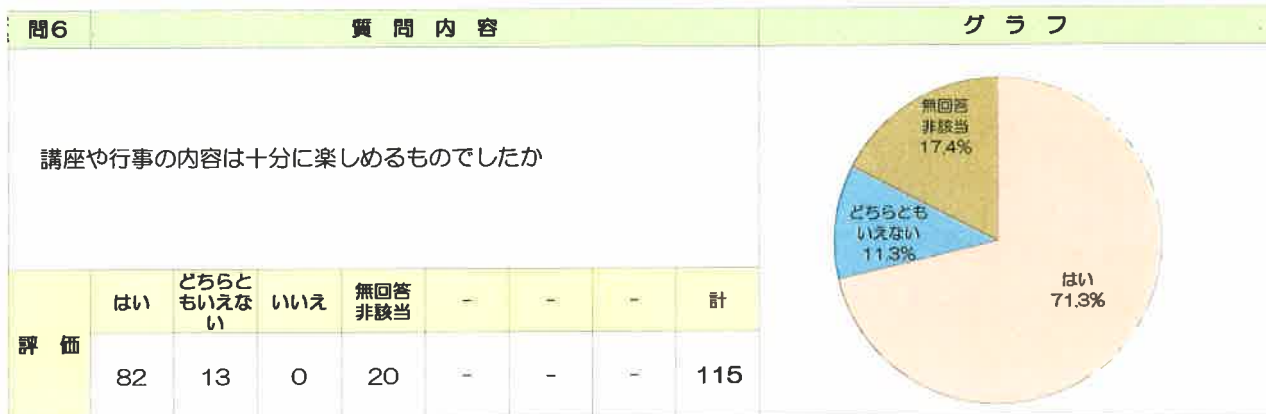 問6 質問内容 グラフ
講座や行事の内容は十分に楽しめるものでしたか
無回答
非該当
17.4%
どちらとも
いえない
11.3%
はい
71.3%
評価
はい どちらと
もいえな
い いいえ 無回答
非該当 - - - 計
82 13 0 20 - - - 115